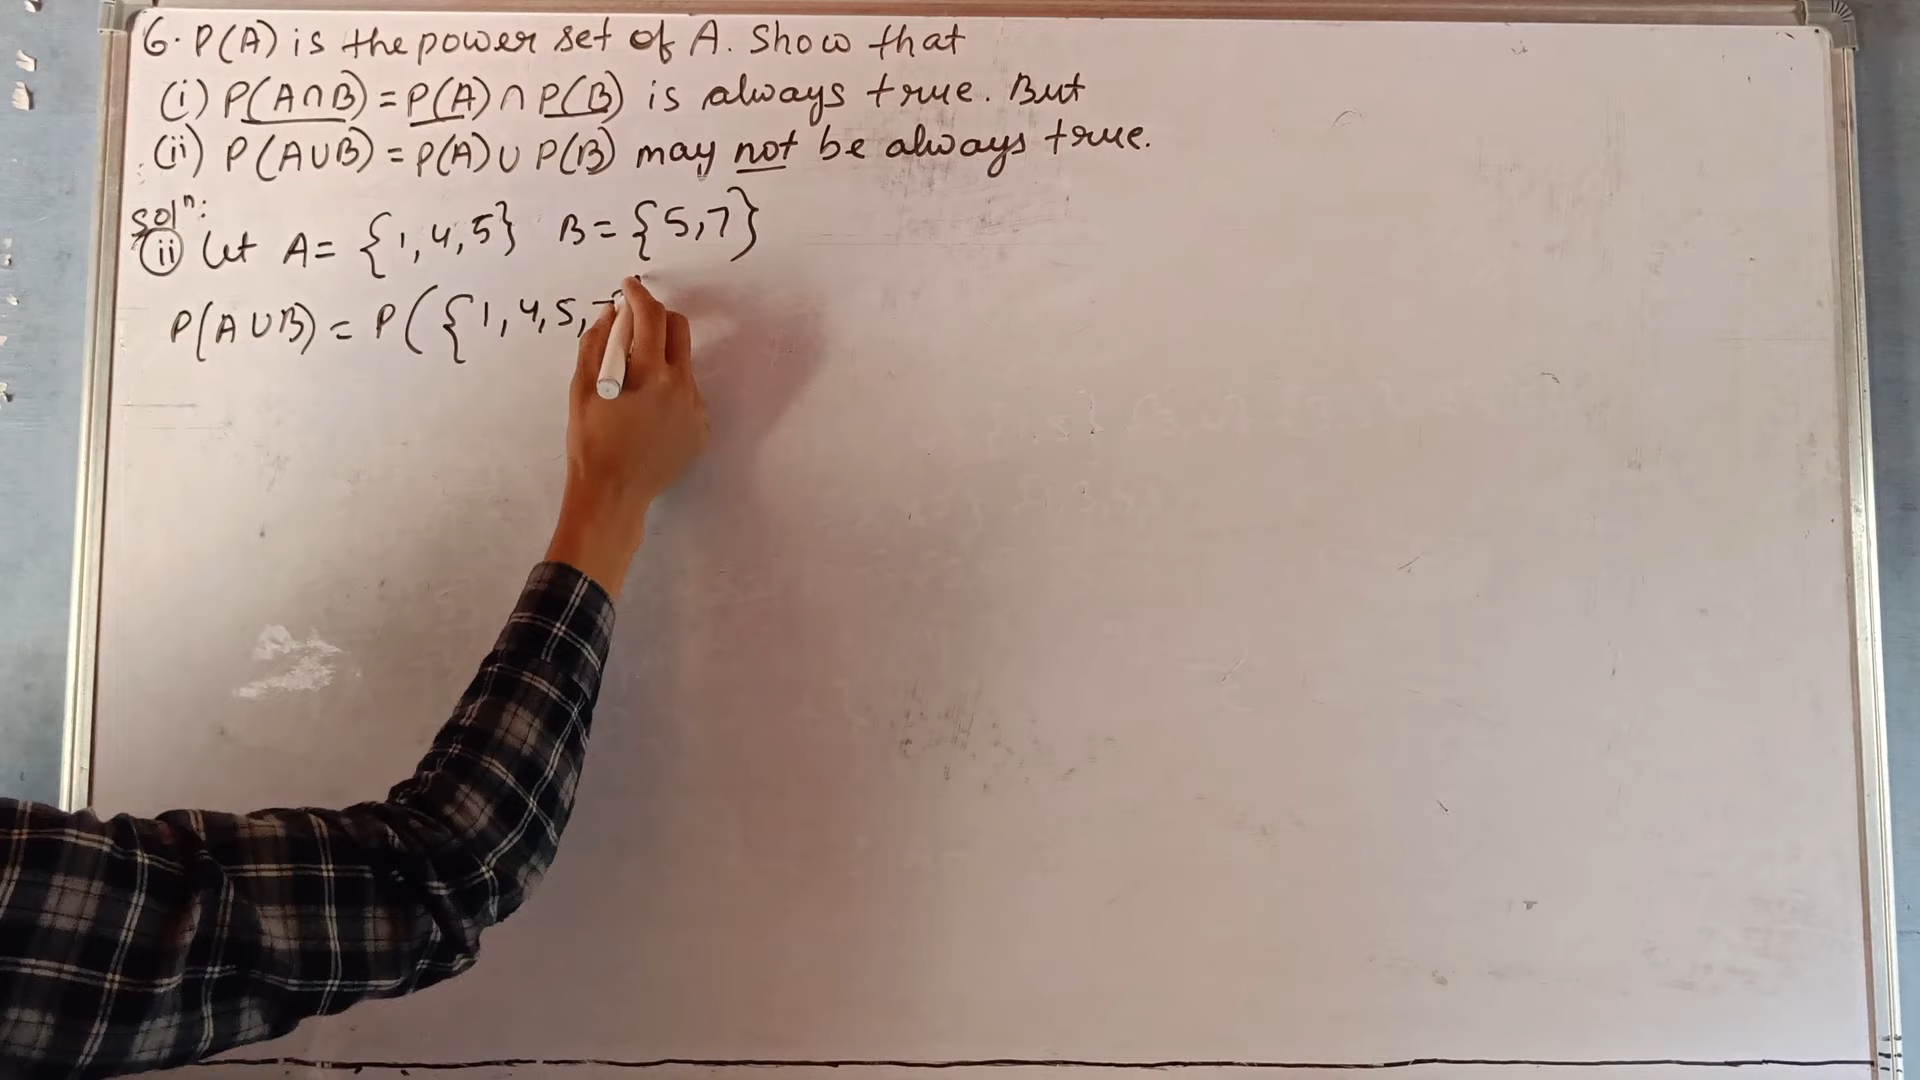 6. P(A) is the power set of A. Show that
(i) P(A∩B) = P(A) ∩ P(B) is always true. But
(ii) P(A∪B) = P(A) ∪ P(B) may not be always true.
solⁿ:
(ii) Let A = {1, 4, 5} B = {5, 7}
P(A∪B) = P({1, 4, 5,